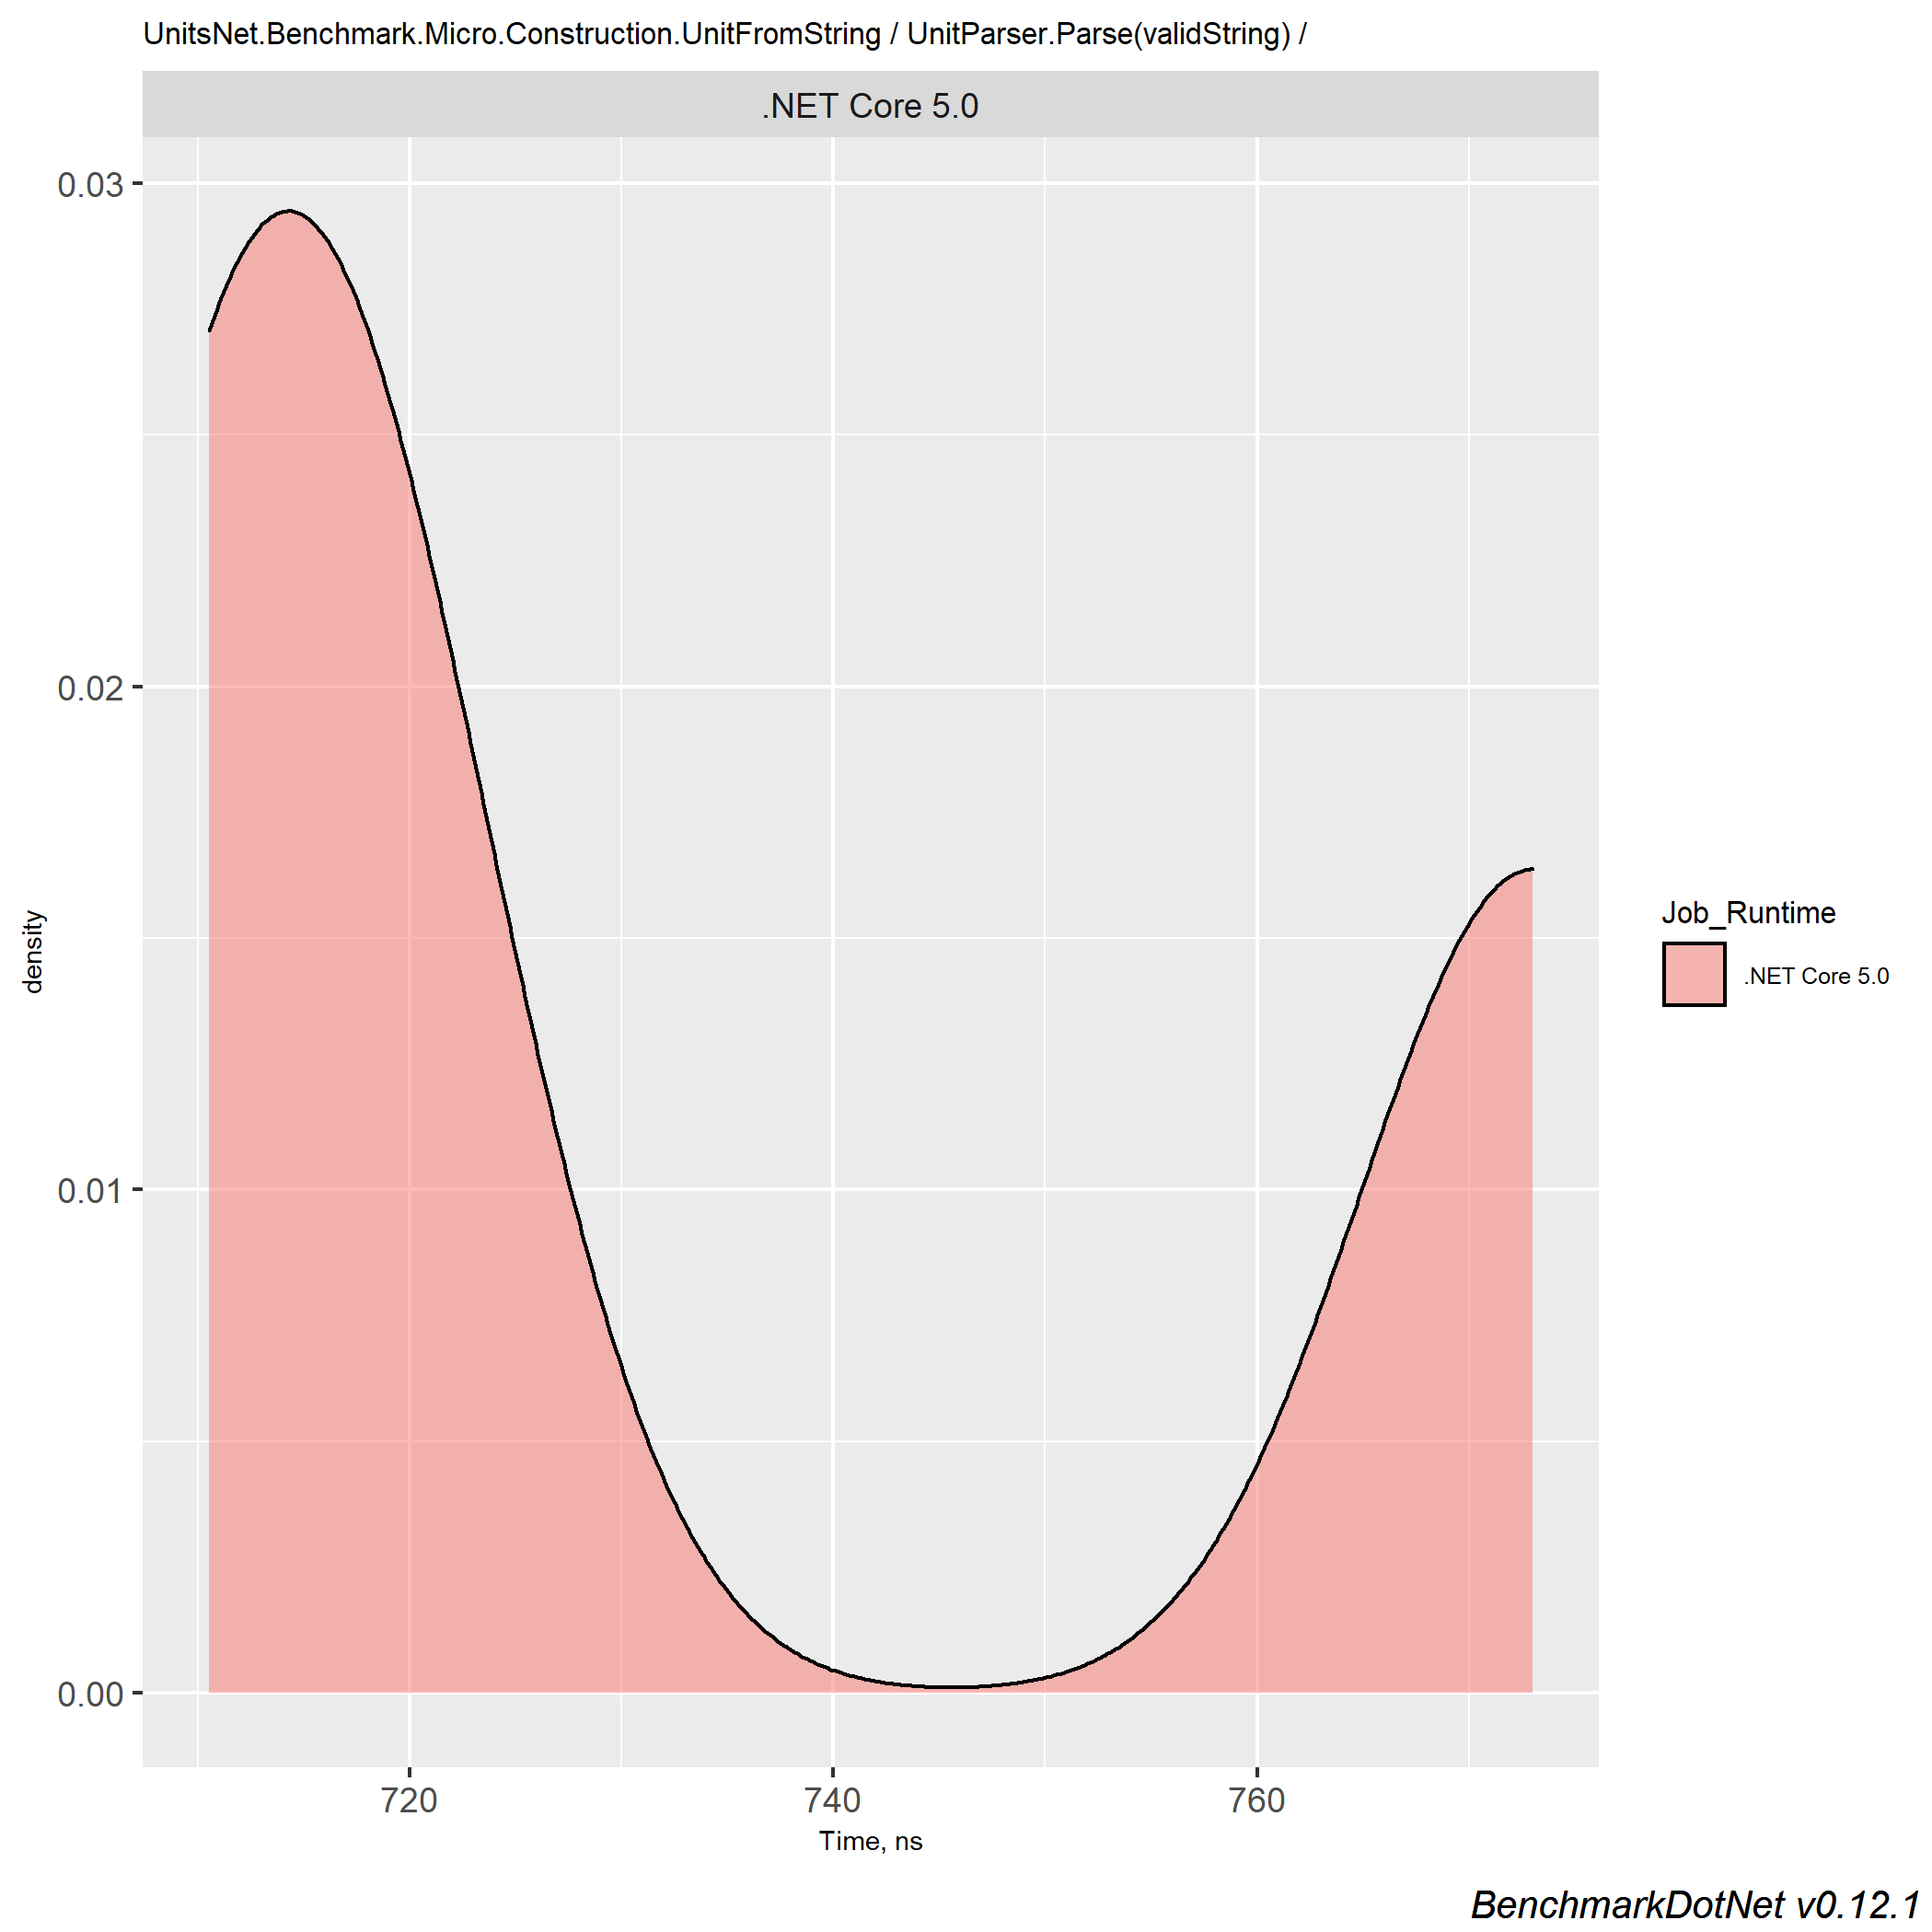 UnitsNet.Benchmark.Micro.Construction.UnitFromString / UnitParser.Parse(validString) /
.NET Core 5.0
0.03
0.02
0.01
0.00
density
720 740 760
Time, ns
Job_Runtime
.NET Core 5.0
BenchmarkDotNet v0.12.1